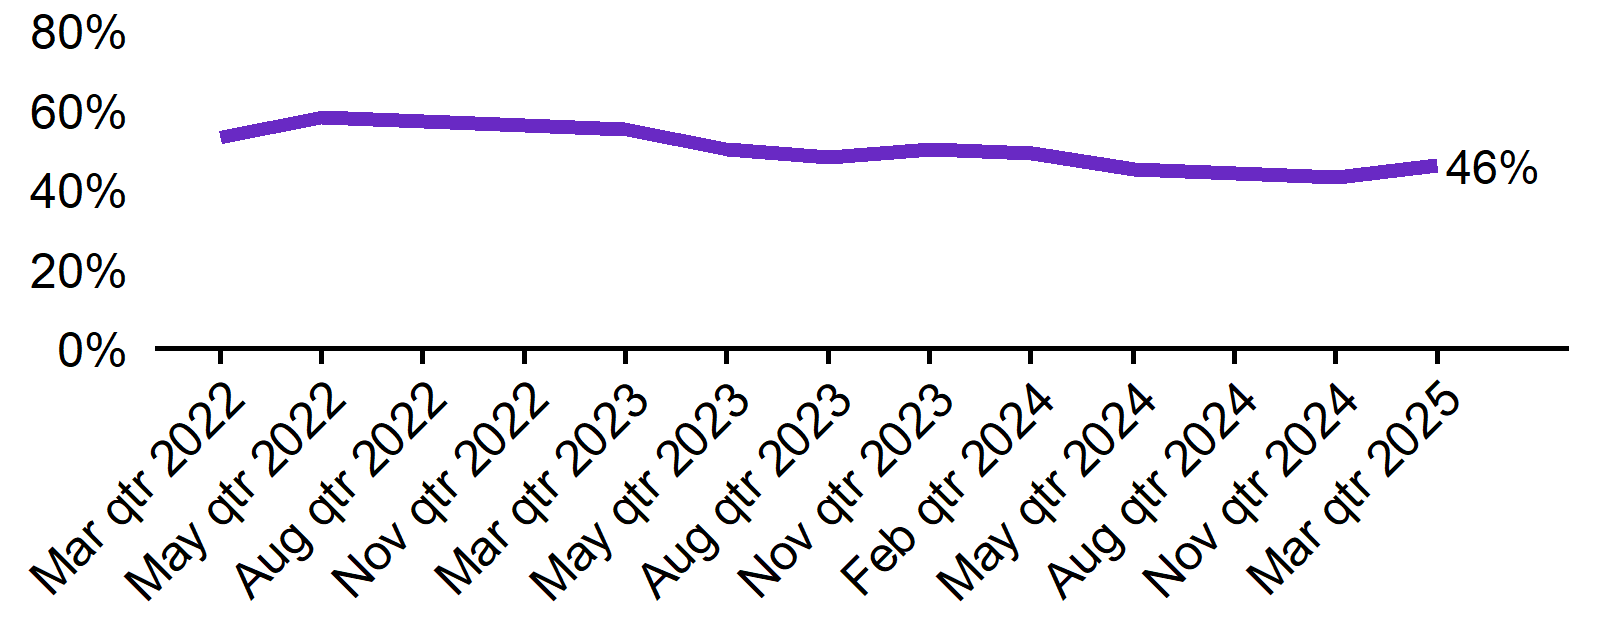 80%
60%
40%
20%
0%
46%
Mar qtr 2022
May qtr 2022
Aug qtr 2022
Nov qtr 2022
Mar qtr 2023
May qtr 2023
Aug qtr 2023
Nov qtr 2023
Feb qtr 2024
May qtr 2024
Aug qtr 2024
Nov qtr 2024
Mar qtr 2025